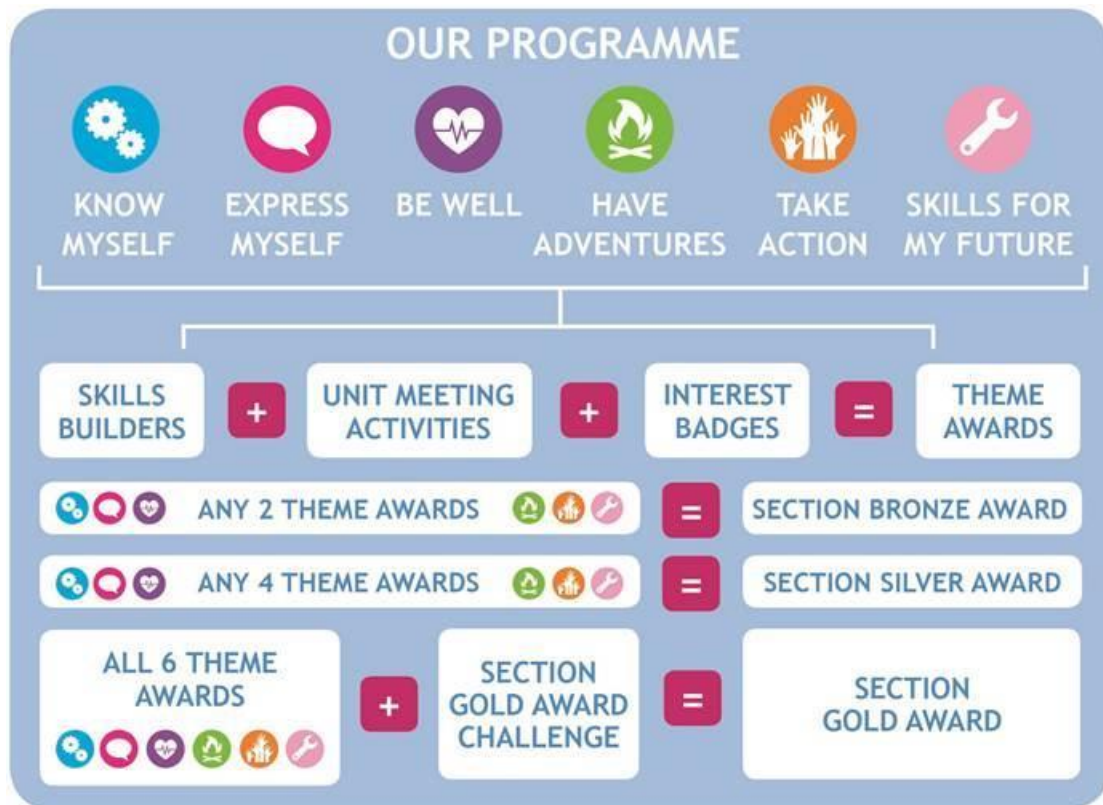 OUR PROGRAMME
KNOW
MYSELF
EXPRESS
MYSELF
BE WELL
HAVE
ADVENTURES
TAKE
ACTION
SKILLS FOR
MY FUTURE
SKILLS
BUILDERS
+
UNIT MEETING
ACTIVITIES
+
INTEREST
BADGES
=
THEME
AWARDS
ANY 2 THEME AWARDS
=
SECTION BRONZE AWARD
ANY 4 THEME AWARDS
=
SECTION SILVER AWARD
ALL 6 THEME
AWARDS
+
SECTION
GOLD AWARD
CHALLENGE
=
SECTION
GOLD AWARD